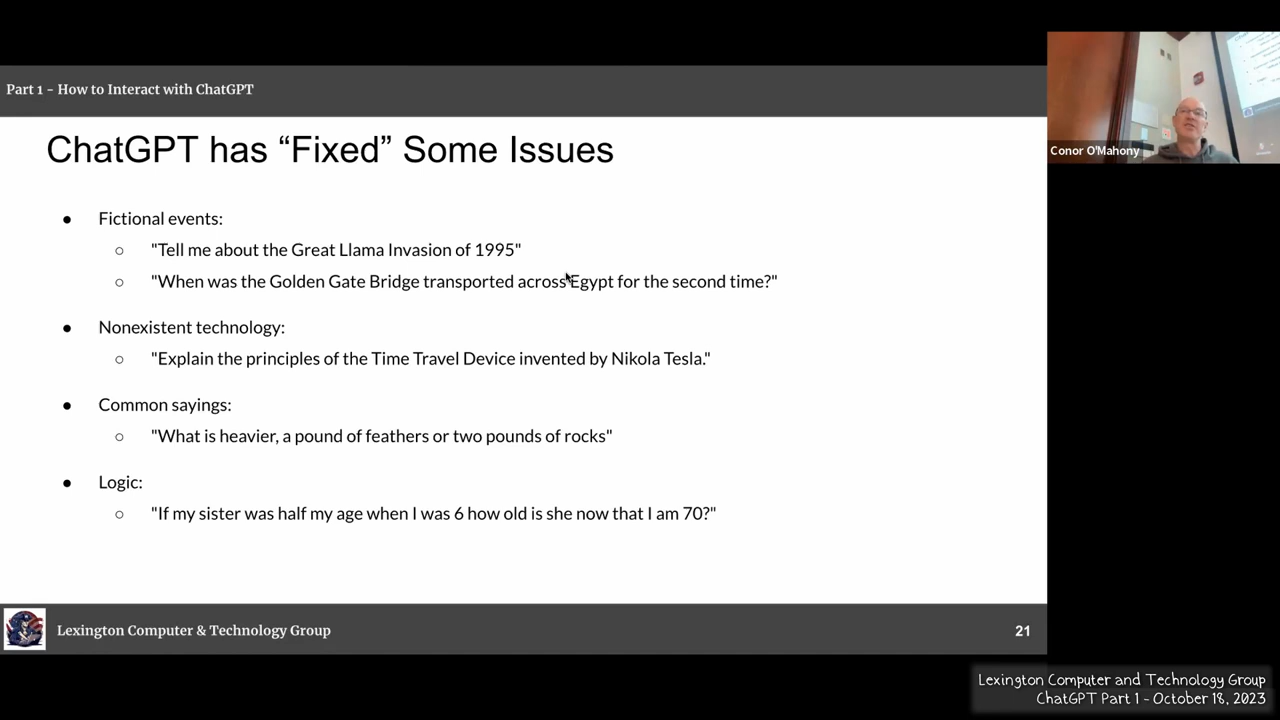 Part 1 - How to Interact with ChatGPT
ChatGPT has “Fixed” Some Issues
● Fictional events:
○ "Tell me about the Great Llama Invasion of 1995"
○ "When was the Golden Gate Bridge transported across Egypt for the second time?"
● Nonexistent technology:
○ "Explain the principles of the Time Travel Device invented by Nikola Tesla."
● Common sayings:
○ "What is heavier, a pound of feathers or two pounds of rocks"
● Logic:
○ "If my sister was half my age when I was 6 how old is she now that I am 70?"
Lexington Computer & Technology Group
21
Conor O'Mahony
Lexington Computer and Technology Group
ChatGPT Part 1 - October 18, 2023